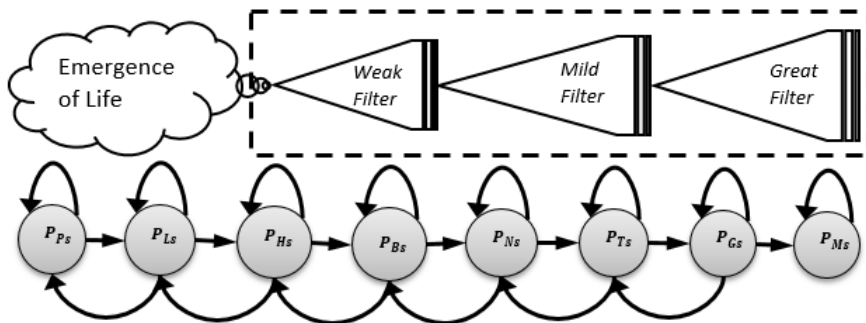 Emergence
of Life
Weak
Filter
Mild
Filter
Great
Filter
P_Ps
P_Ls
P_Hs
P_Bs
P_Ns
P_Ts
P_Gs
P_Ms